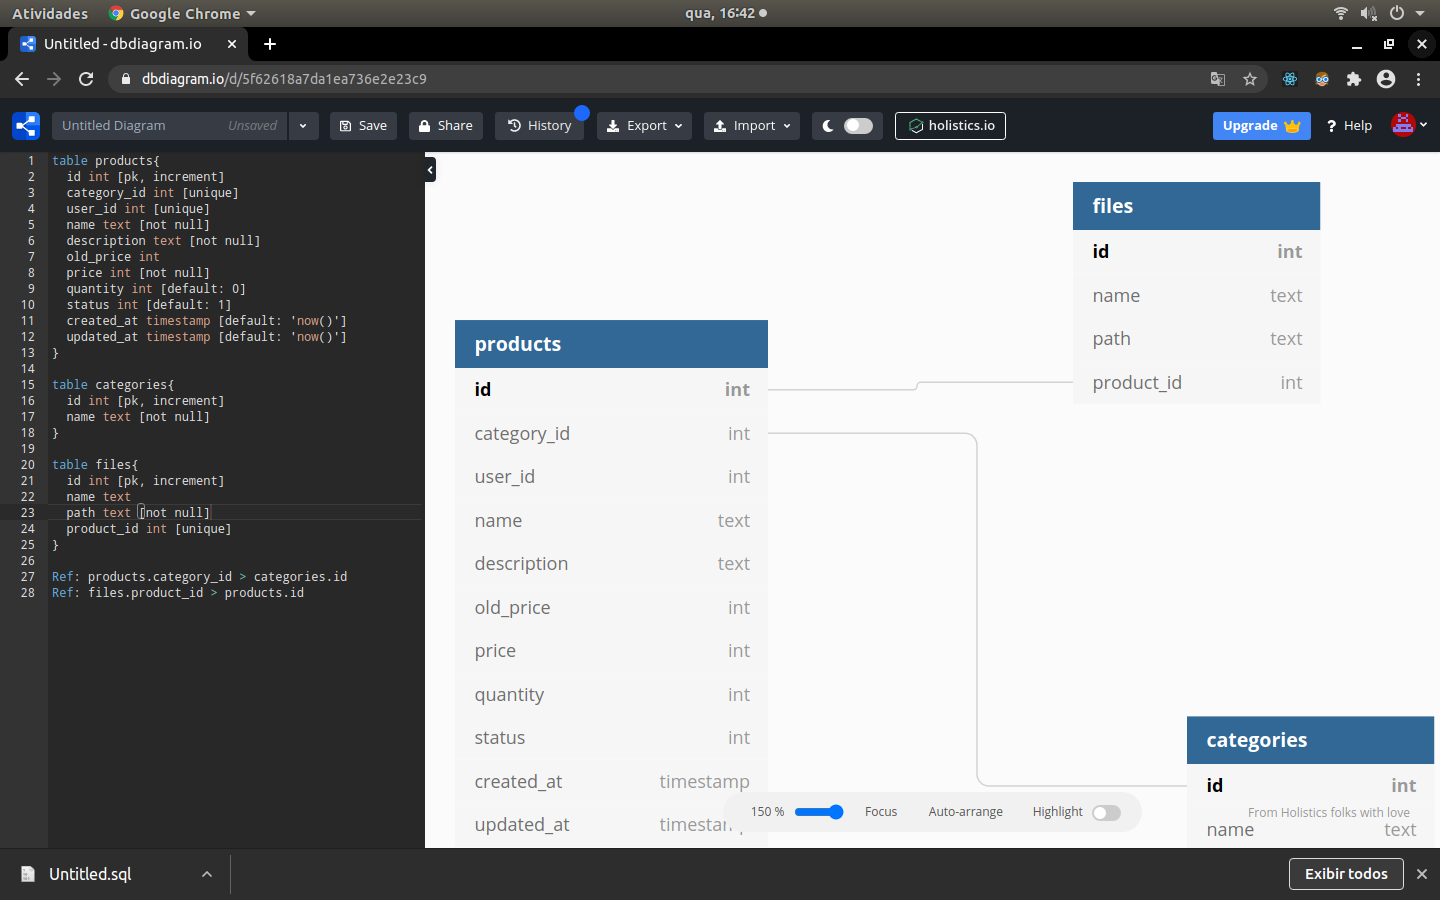 Atividades Google Chrome qua, 16:42
Untitled - dbdiagram.io
dbdiagram.io/d/5f62618a7da1ea736e2e23c9
Untitled Diagram Unsaved Save Share History Export Import holistics.io Upgrade ? Help
1 table products{
2 id int [pk, increment]
3 category_id int [unique]
4 user_id int [unique]
5 name text [not null]
6 description text [not null]
7 old_price int
8 price int [not null]
9 quantity int [default: 0]
10 status int [default: 1]
11 created_at timestamp [default: 'now()']
12 updated_at timestamp [default: 'now()']
13 }
14
15 table categories{
16 id int [pk, increment]
17 name text [not null]
18 }
19
20 table files{
21 id int [pk, increment]
22 name text
23 path text [not null]
24 product_id int [unique]
25 }
26
27 Ref: products.category_id > categories.id
28 Ref: files.product_id > products.id
files
id int
name text
path text
product_id int
products
id int
category_id int
user_id int
name text
description text
old_price int
price int
quantity int
status int
created_at timestamp
updated_at
categories
id int
name text
150 % Focus Auto-arrange Highlight
From Holistics folks with love
Untitled.sql Exibir todos